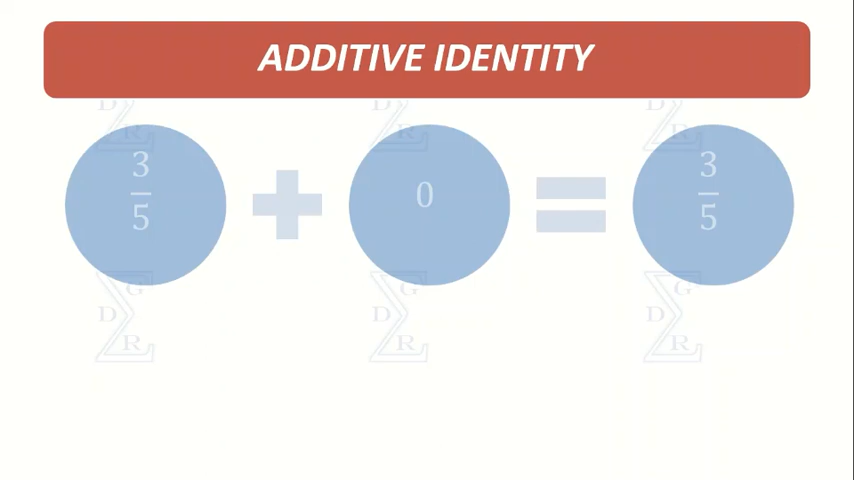 ADDITIVE IDENTITY
3/5 + 0 = 3/5
D G R
D G R
D G R